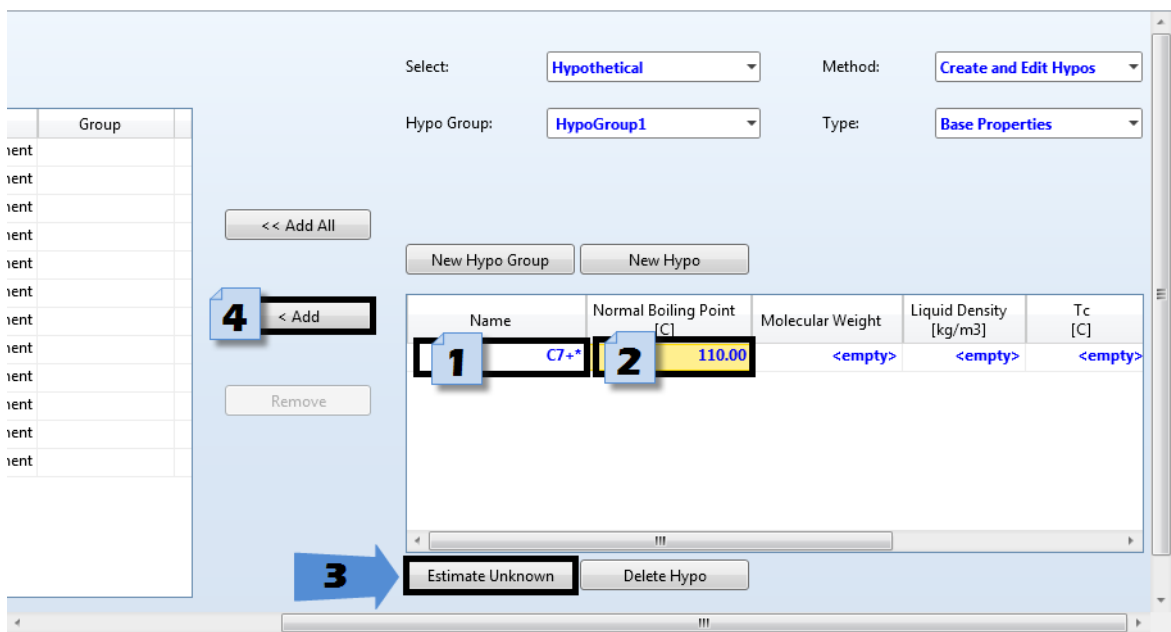 Select: Hypothetical Method: Create and Edit Hypos
Group Hypo Group: HypoGroup1 Type: Base Properties
nent
nent
nent
nent
nent
nent
nent
nent
nent
nent
nent
nent
<< Add All
New Hypo Group New Hypo
4 < Add
Name Normal Boiling Point [C] Molecular Weight Liquid Density [kg/m3] Tc [C]
1 C7+* 2 110.00 <empty> <empty> <empty>
Remove
3 Estimate Unknown Delete Hypo